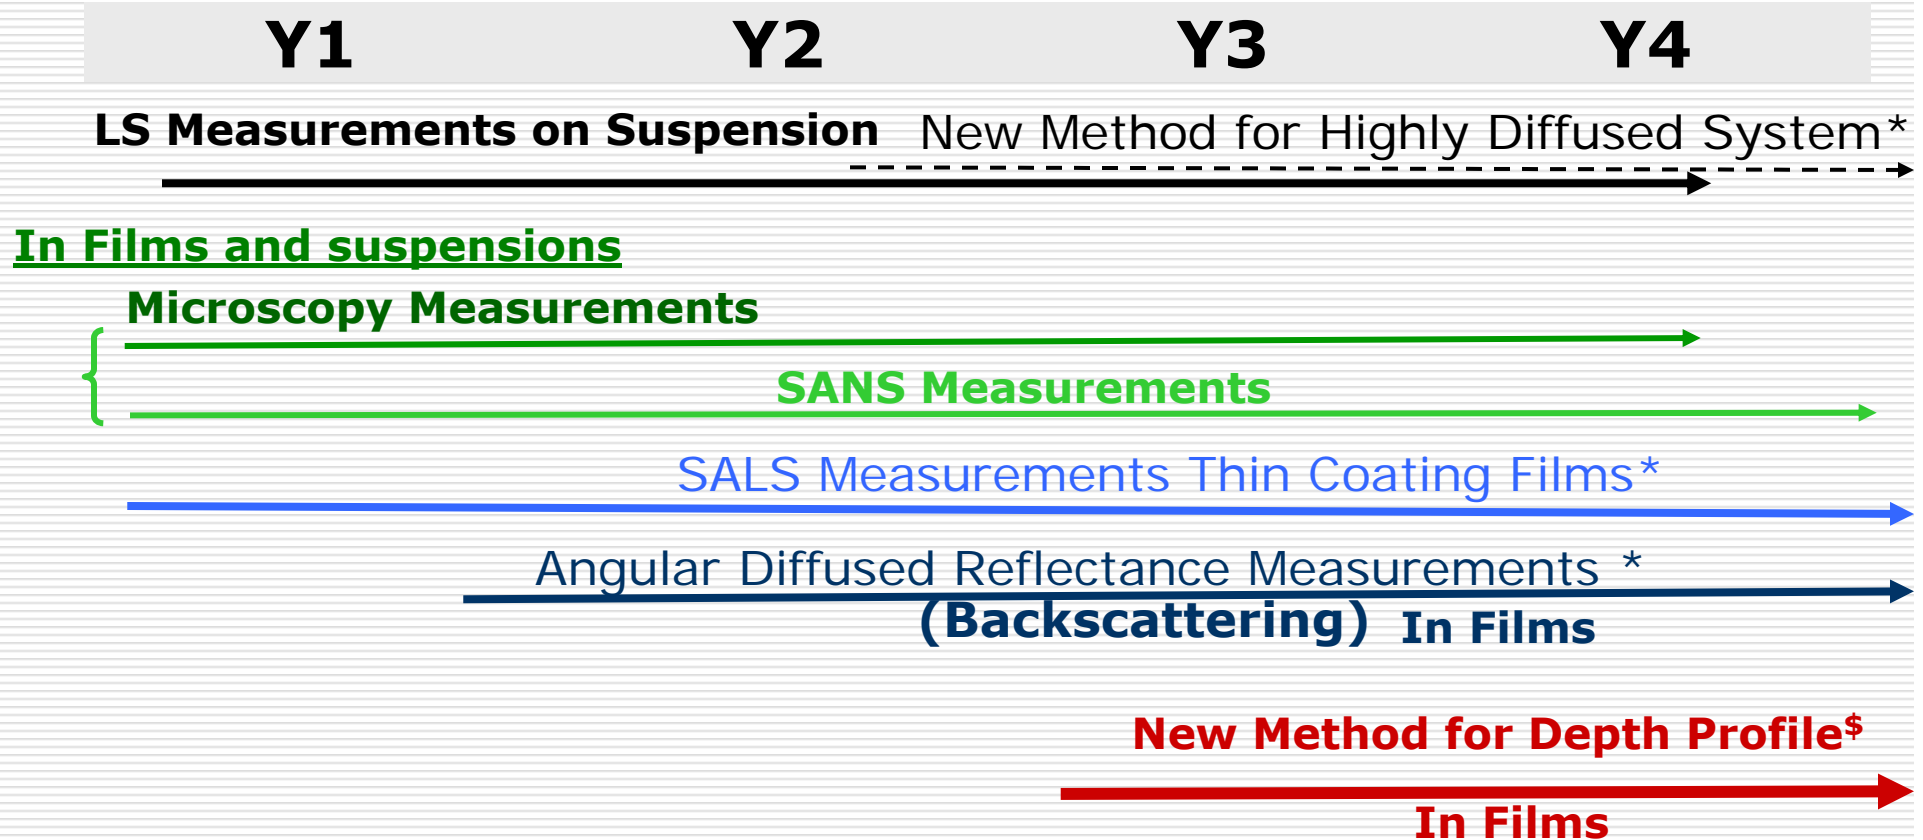 Y1 Y2 Y3 Y4
LS Measurements on Suspension New Method for Highly Diffused System*
In Films and suspensions
Microscopy Measurements
SANS Measurements
SALS Measurements Thin Coating Films*
Angular Diffused Reflectance Measurements *
(Backscattering) In Films
New Method for Depth Profile$
In Films